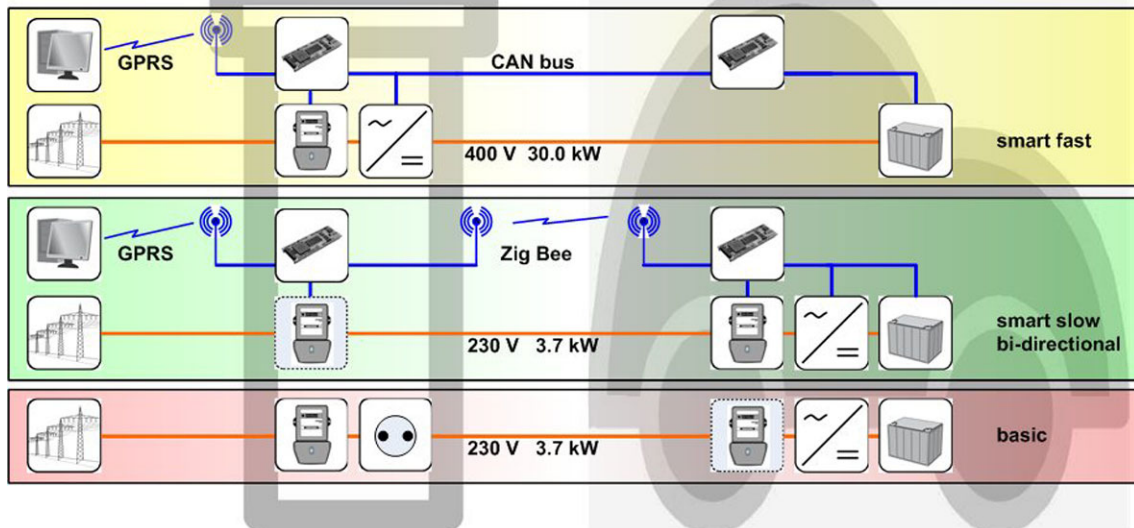 GPRS
CAN bus
400 V 30.0 kW
smart fast
GPRS
Zig Bee
230 V 3.7 kW
smart slow
bi-directional
230 V 3.7 kW
basic